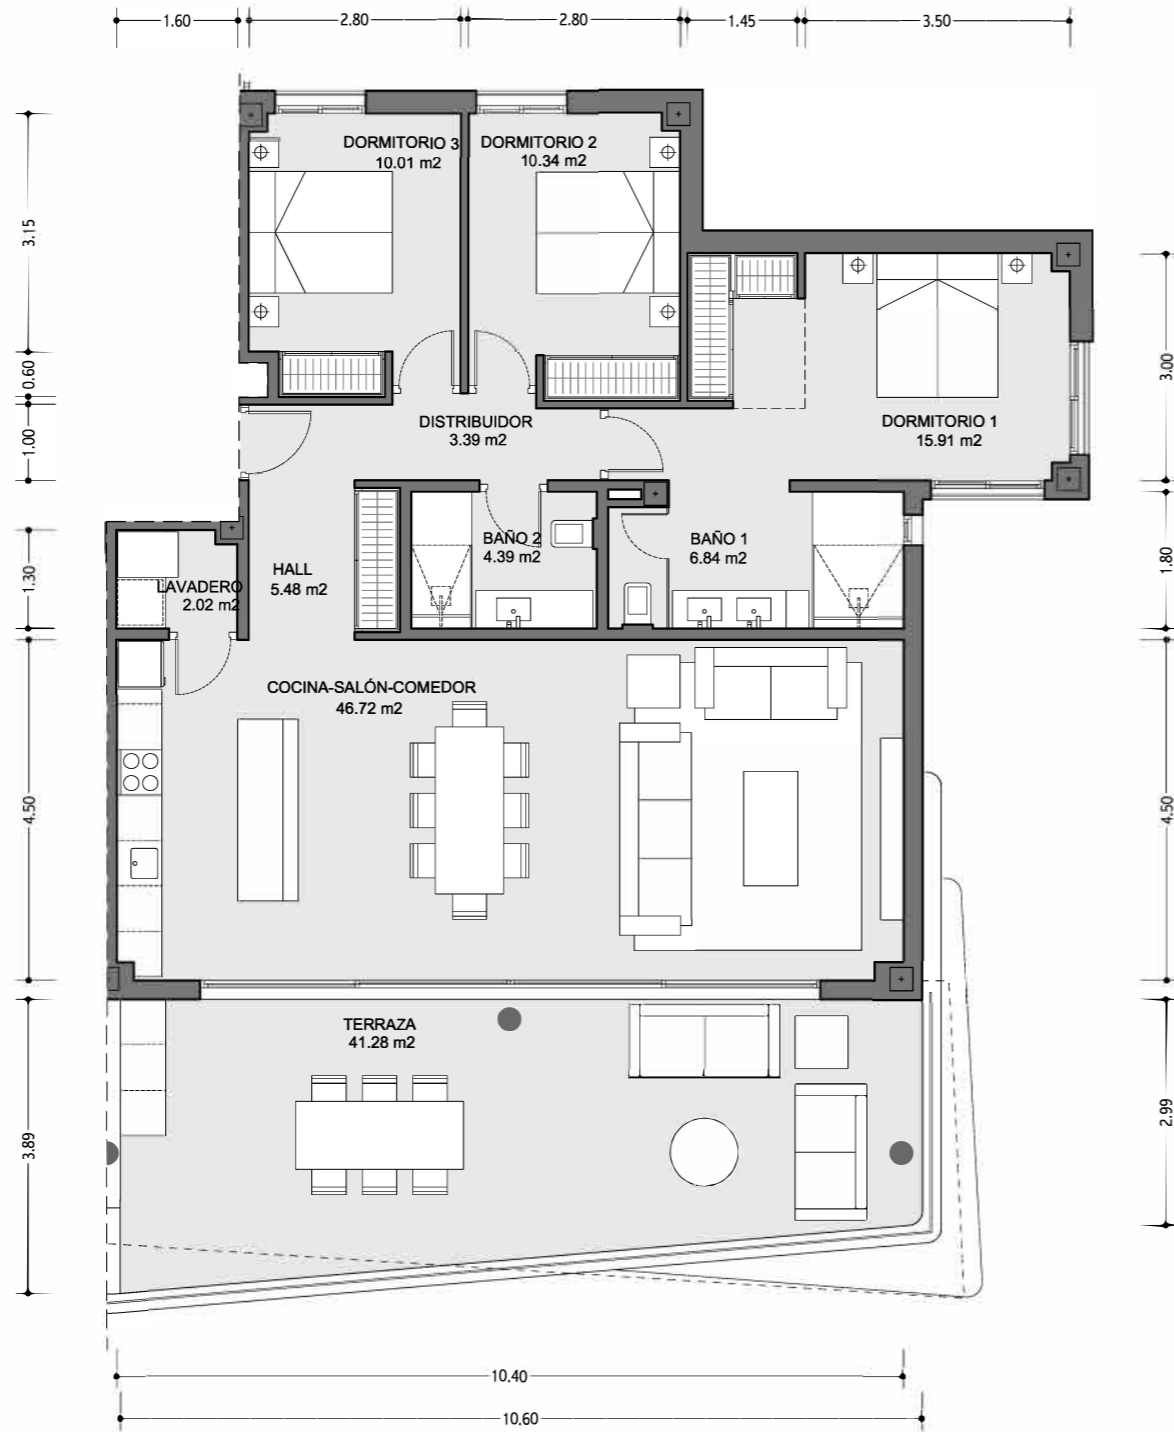 1.60
2.80
2.80
1.45
3.50
DORMITORIO 3
10.01 m2
DORMITORIO 2
10.34 m2
3.15
3.00
0.60
1.00
DISTRIBUIDOR
3.39 m2
DORMITORIO 1
15.91 m2
BAÑO 2
4.39 m2
BAÑO 1
6.84 m2
1.80
1.30
HALL
5.48 m2
LAVADERO
2.02 m2
COCINA-SALÓN-COMEDOR
46.72 m2
4.50
4.50
TERRAZA
41.28 m2
3.89
2.99
10.40
10.60